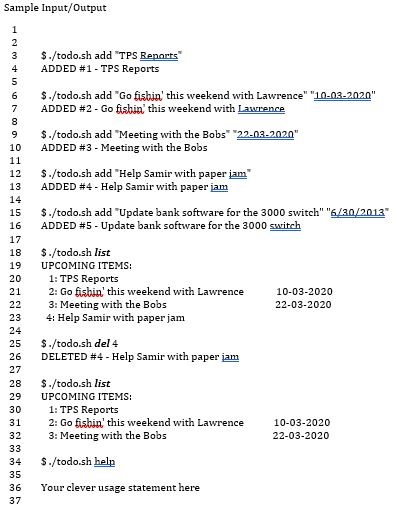 Sample Input/Output
1
2
3 $./todo.sh add "TPS Reports"
4 ADDED #1 - TPS Reports
5
6 $./todo.sh add "Go fishin' this weekend with Lawrence" "10-03-2020"
7 ADDED #2 - Go fishin' this weekend with Lawrence
8
9 $./todo.sh add "Meeting with the Bobs" "22-03-2020"
10 ADDED #3 - Meeting with the Bobs
11
12 $./todo.sh add "Help Samir with paper jam"
13 ADDED #4 - Help Samir with paper jam
14
15 $./todo.sh add "Update bank software for the 3000 switch" "6/30/2013"
16 ADDED #5 - Update bank software for the 3000 switch
17
18 $./todo.sh list
19 UPCOMING ITEMS:
20 1: TPS Reports
21 2: Go fishin' this weekend with Lawrence 10-03-2020
22 3: Meeting with the Bobs 22-03-2020
23 4: Help Samir with paper jam
24
25 $./todo.sh del 4
26 DELETED #4 - Help Samir with paper jam
27
28 $./todo.sh list
29 UPCOMING ITEMS:
30 1: TPS Reports
31 2: Go fishin' this weekend with Lawrence 10-03-2020
32 3: Meeting with the Bobs 22-03-2020
33
34 $./todo.sh help
35
36 Your clever usage statement here
37